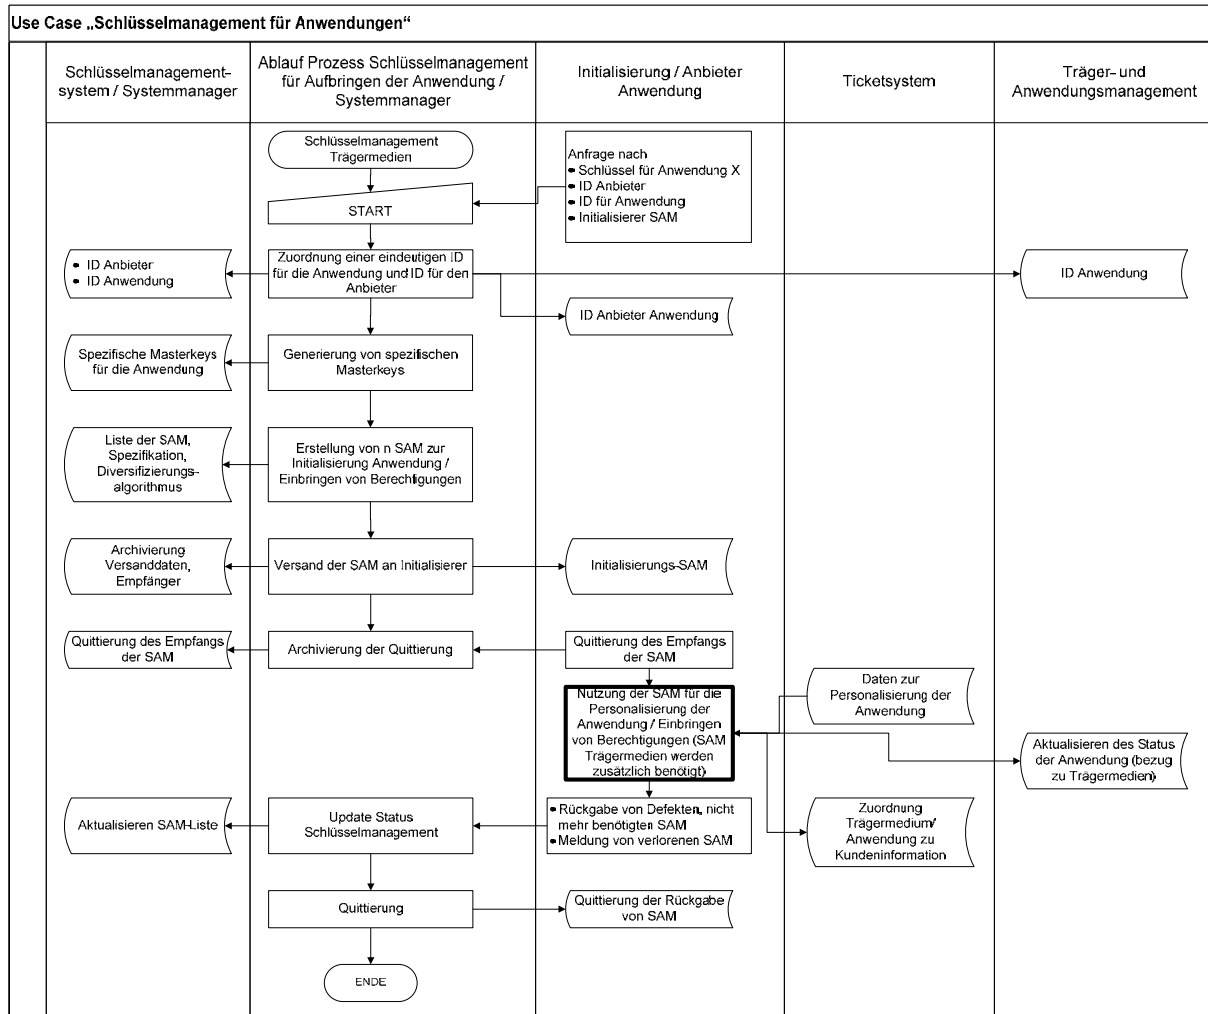 Use Case „Schlüsselmanagement für Anwendungen“
Schlüsselmanagement-
system / Systemmanager
Ablauf Prozess Schlüsselmanagement
für Aufbringen der Anwendung /
Systemmanager
Initialisierung / Anbieter
Anwendung
Ticketsystem
Träger- und
Anwendungsmanagement
Schlüsselmanagement
Trägermedien
Anfrage nach
• Schlüssel für Anwendung X
• ID Anbieter
• ID für Anwendung
• Initialisierer SAM
START
• ID Anbieter
• ID Anwendung
Zuordnung einer eindeutigen ID
für die Anwendung und ID für den
Anbieter
ID Anwendung
ID Anbieter Anwendung
Spezifische Masterkeys
für die Anwendung
Generierung von spezifischen
Masterkeys
Liste der SAM,
Spezifikation,
Diversifizierungs-
algorithmus
Erstellung von n SAM zur
Initialisierung Anwendung /
Einbringen von Berechtigungen
Archivierung
Versanddaten,
Empfänger
Versand der SAM an Initialisierer
Initialisierungs-SAM
Quittierung des Empfangs
der SAM
Archivierung der Quittierung
Quittierung des Empfangs
der SAM
Nutzung der SAM für die
Personalisierung der
Anwendung / Einbringen
von Berechtigungen (SAM
Trägermedien werden
zusätzlich benötigt)
Daten zur
Personalisierung der
Anwendung
Aktualisieren des Status
der Anwendung (bezug
zu Trägermedien)
Aktualisieren SAM-Liste
Update Status
Schlüsselmanagement
• Rückgabe von Defekten, nicht
mehr benötigten SAM
• Meldung von verlorenen SAM
Zuordnung
Trägermedium/
Anwendung zu
Kundeninformation
Quittierung
Quittierung der Rückgabe
von SAM
ENDE